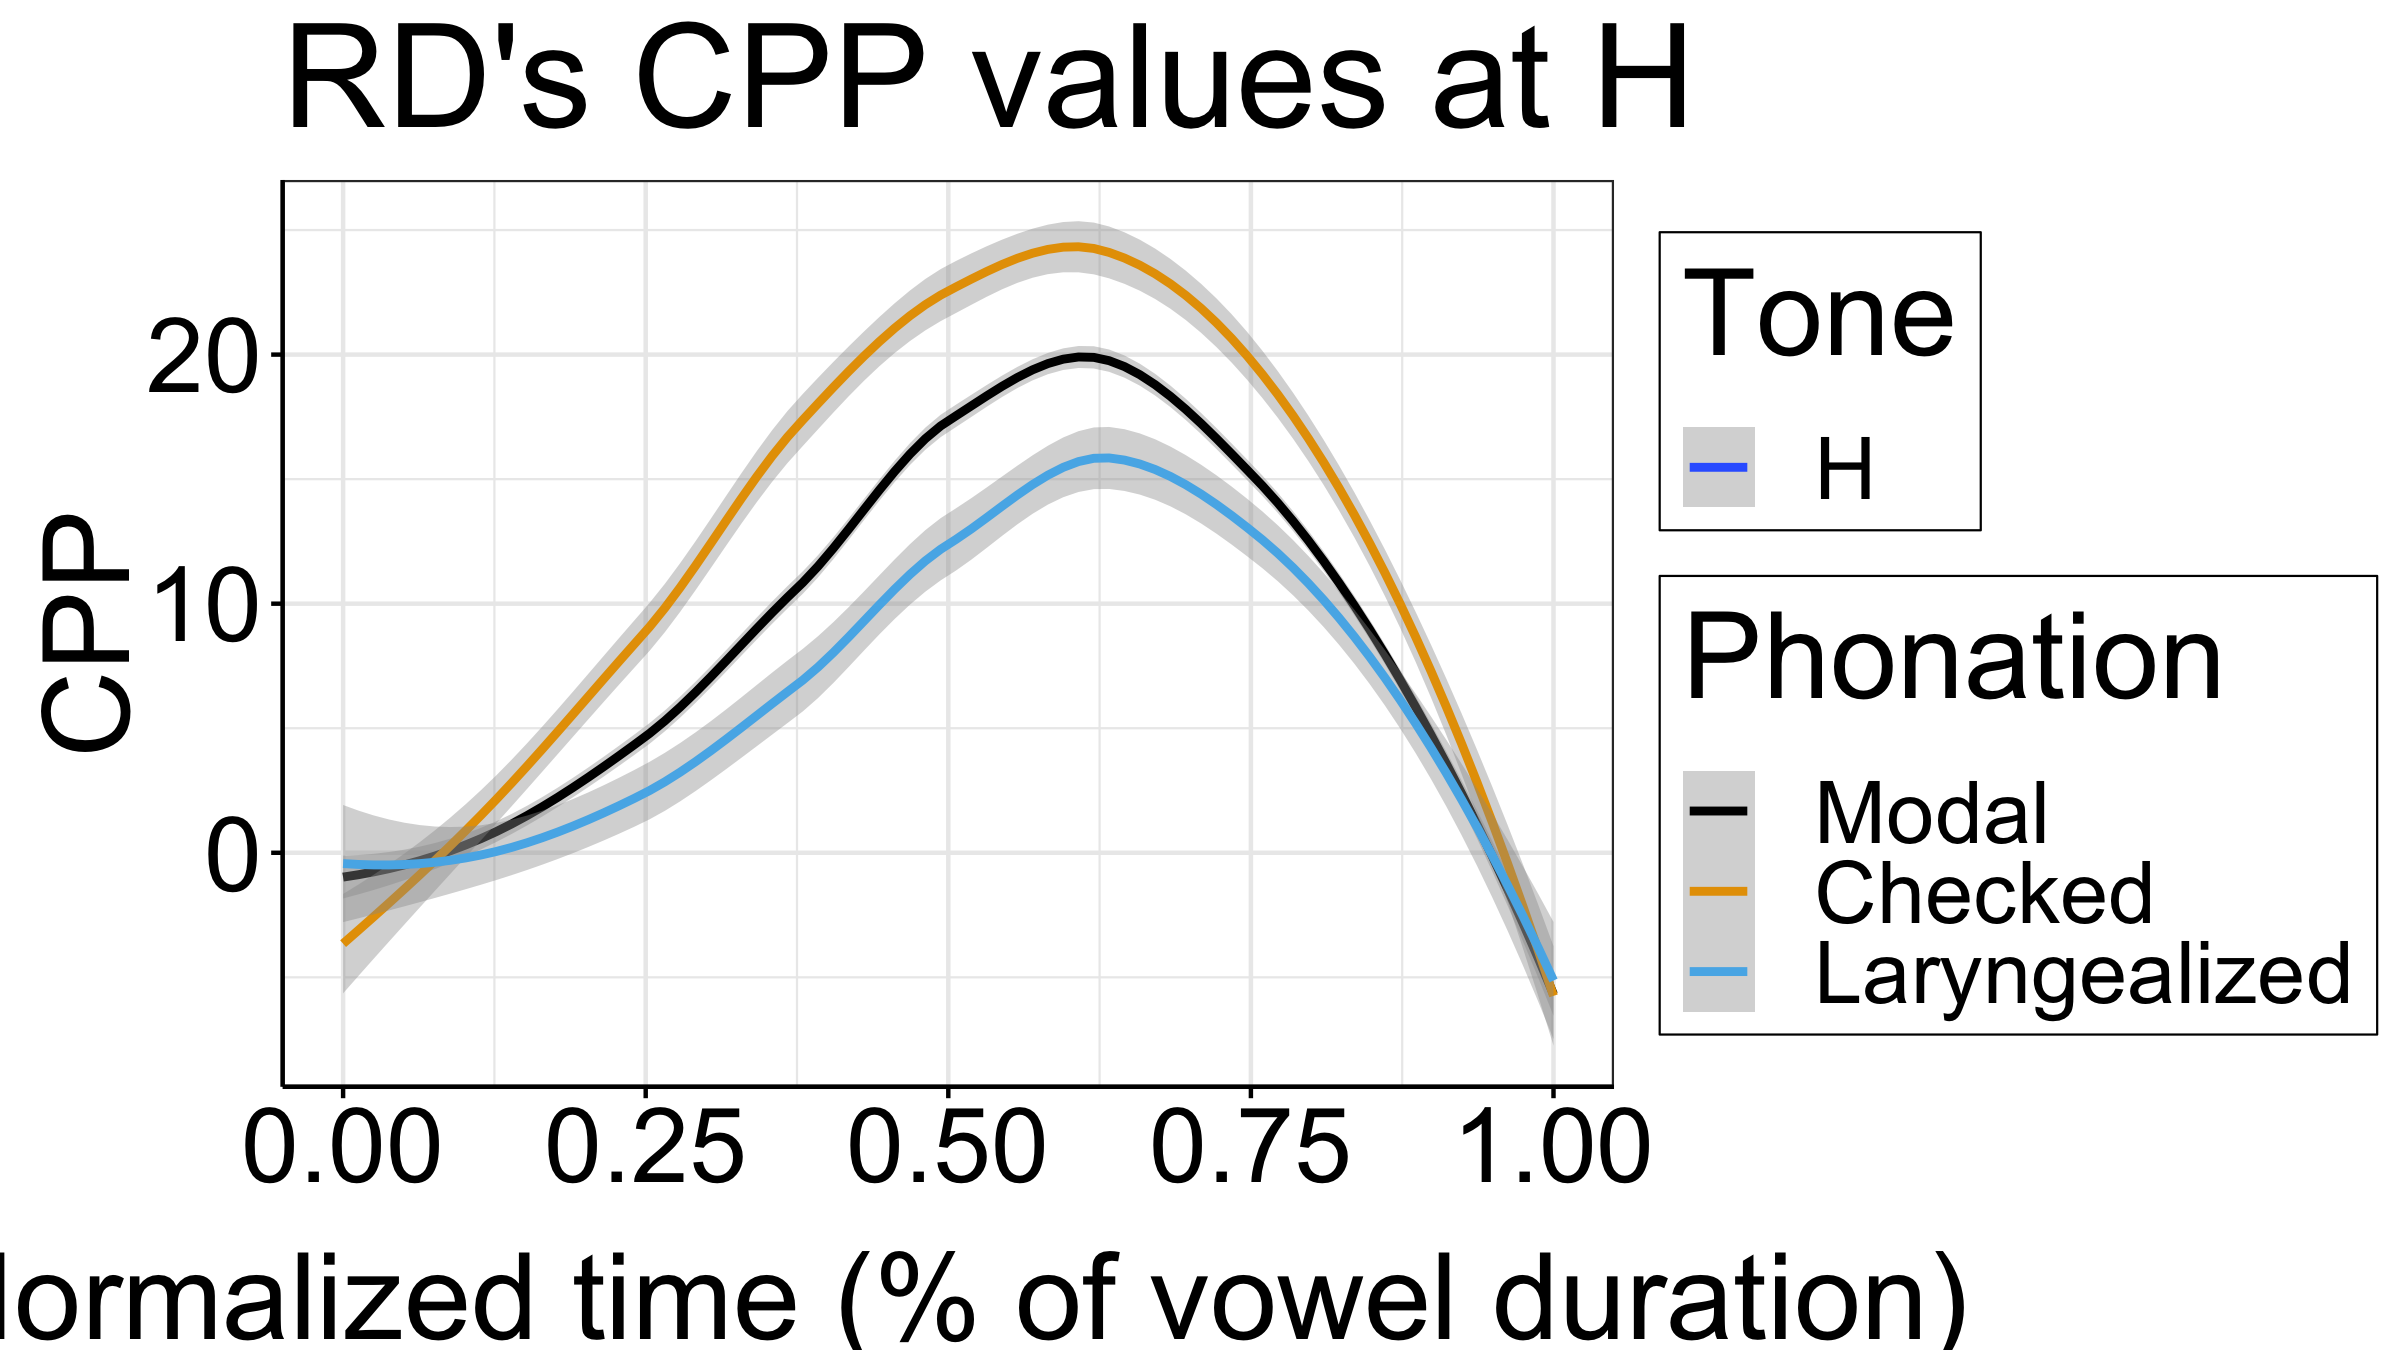 RD's CPP values at H
CPP
20
10
0
0.00 0.25 0.50 0.75 1.00
time (% of vowel duration)
Tone
H
Phonation
Modal
Checked
Laryngealized